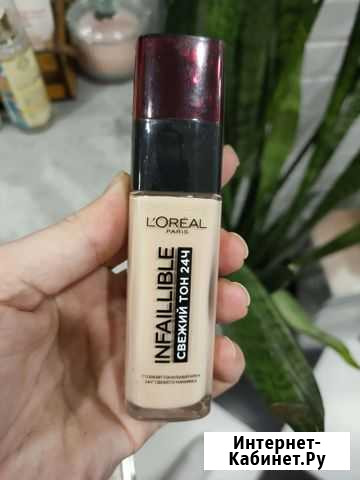 L'ORÉAL
PARIS
INFAILLIBLE
СВЕЖИЙ ТОН 24Ч
Интернет-
Кабинет.Ру